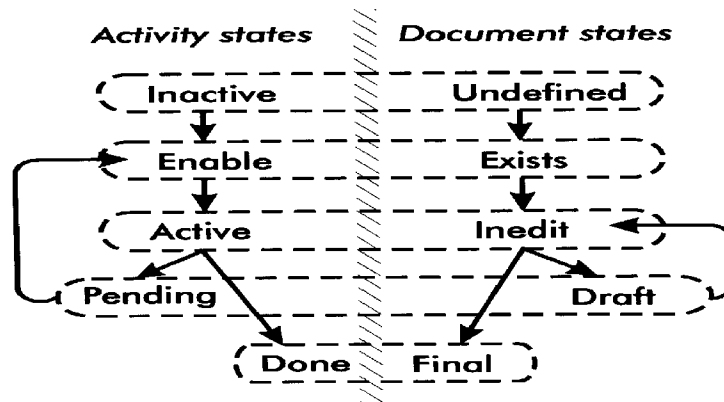 Activity states Document states
Inactive Undefined
Enable Exists
Active Inedit
Pending Draft
Done Final